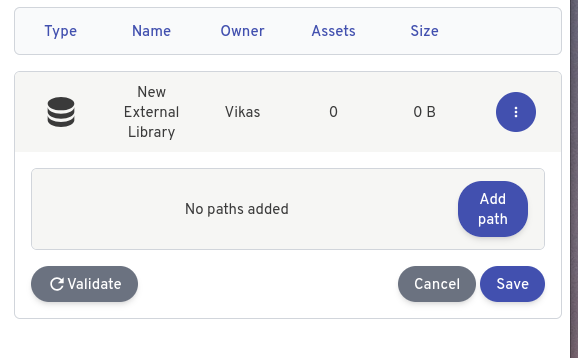 Type Name Owner Assets Size
New
External
Library
Vikas 0 0 B
No paths added
Add
path
Validate Cancel Save